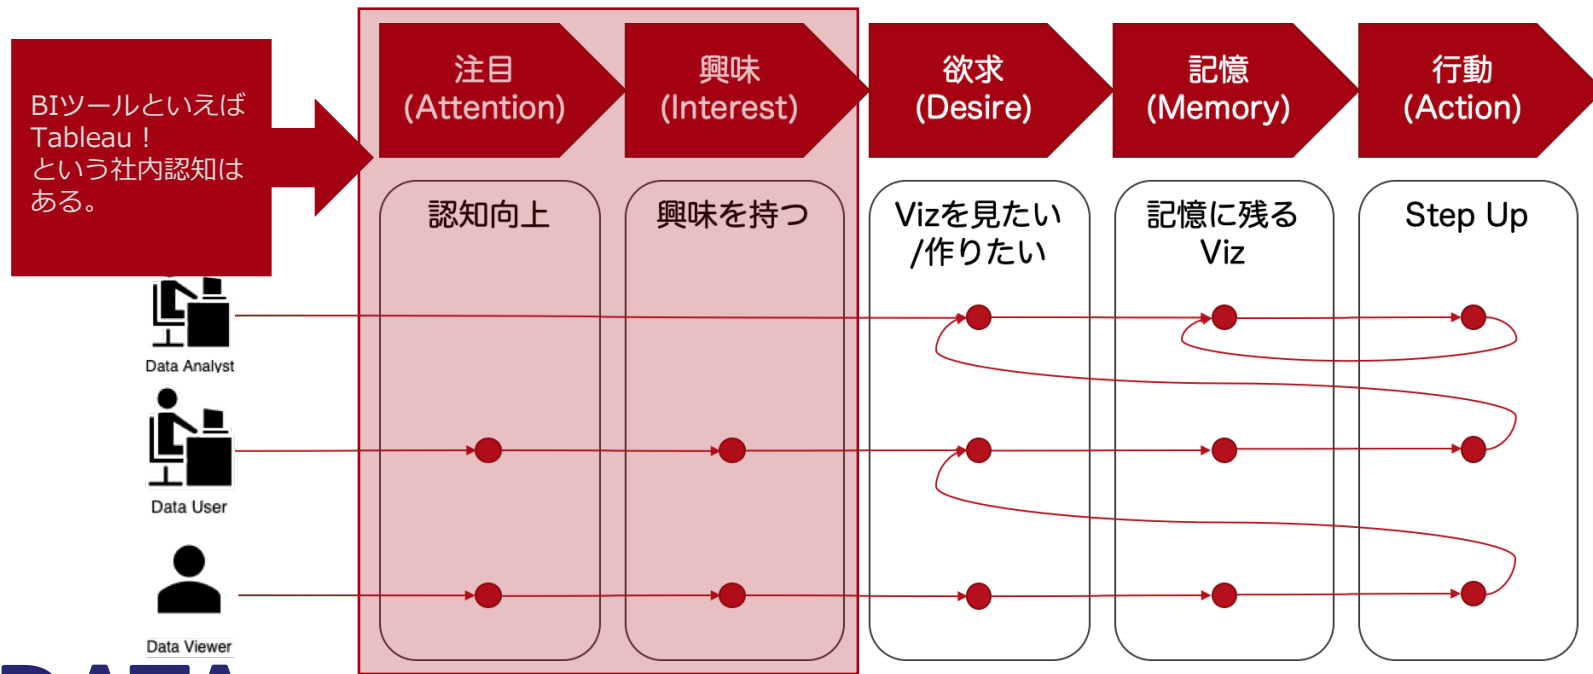 BIツールといえば
Tableau！
という社内認知は
ある。
注目
(Attention)
興味
(Interest)
欲求
(Desire)
記憶
(Memory)
行動
(Action)
認知向上
興味を持つ
Vizを見たい
/作りたい
記憶に残る
Viz
Step Up
Data Analyst
Data User
Data Viewer
DATA